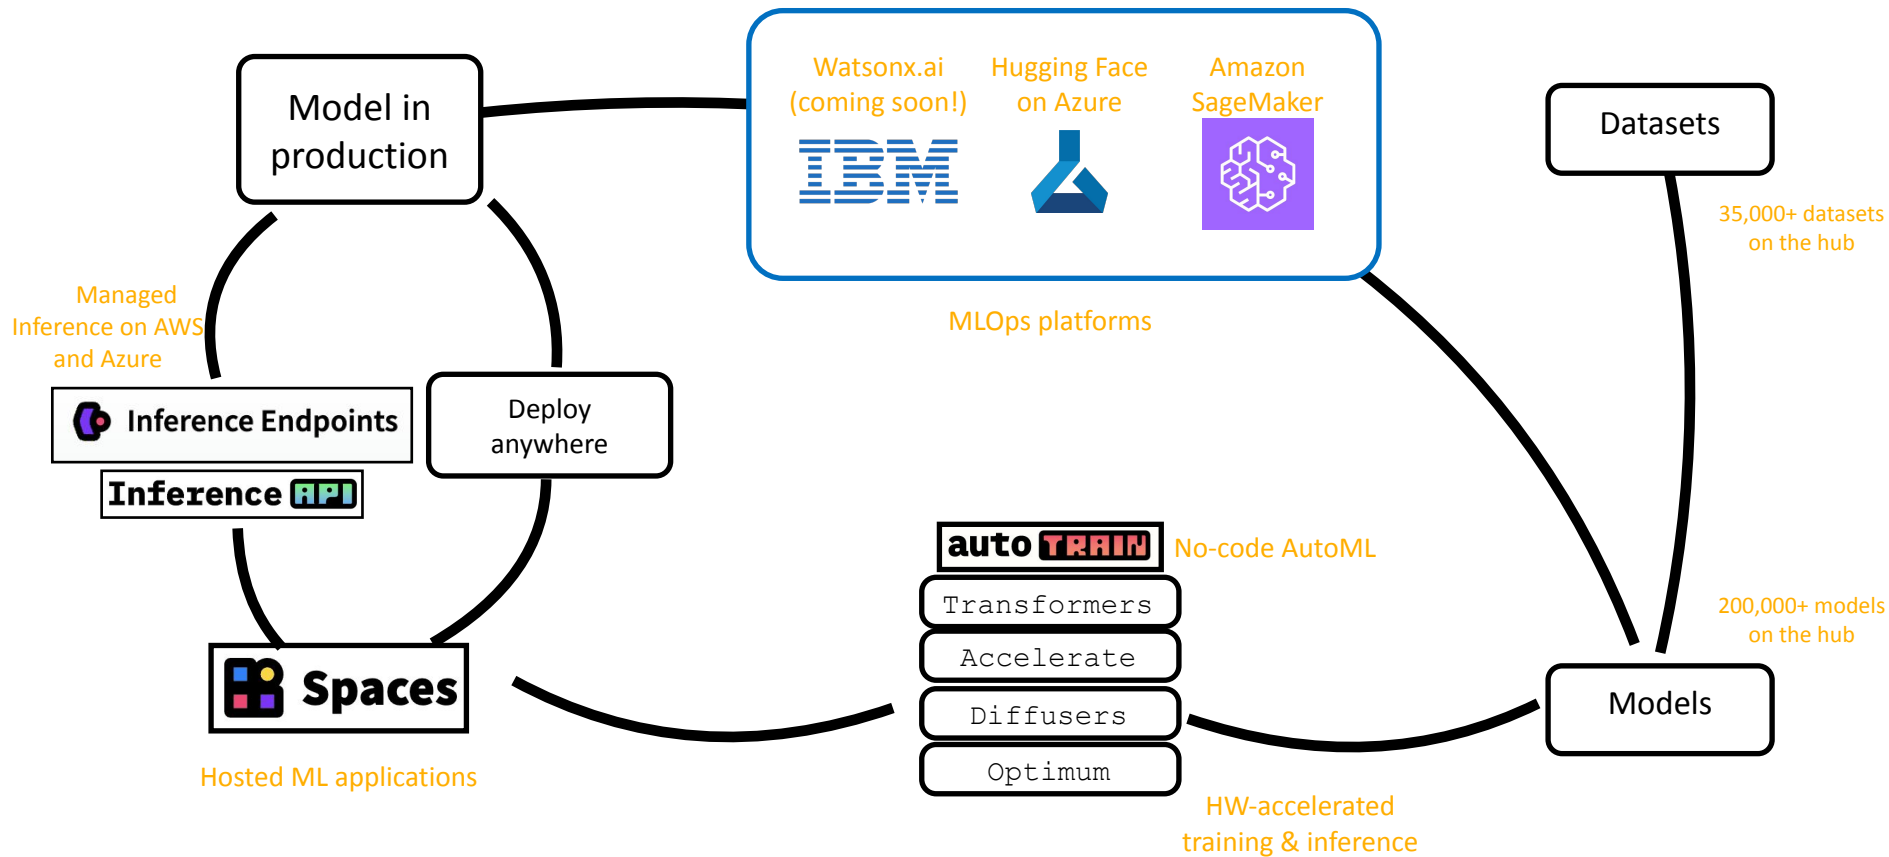 Model in
production
Watsonx.ai
(coming soon!)
IBM
Hugging Face
on Azure
Amazon
SageMaker
MLOps platforms
Datasets
35,000+ datasets
on the hub
Managed
Inference on AWS
and Azure
Inference Endpoints
Inference API
Deploy
anywhere
Spaces
Hosted ML applications
auto TRAIN
No-code AutoML
Transformers
Accelerate
Diffusers
Optimum
HW-accelerated
training & inference
200,000+ models
on the hub
Models